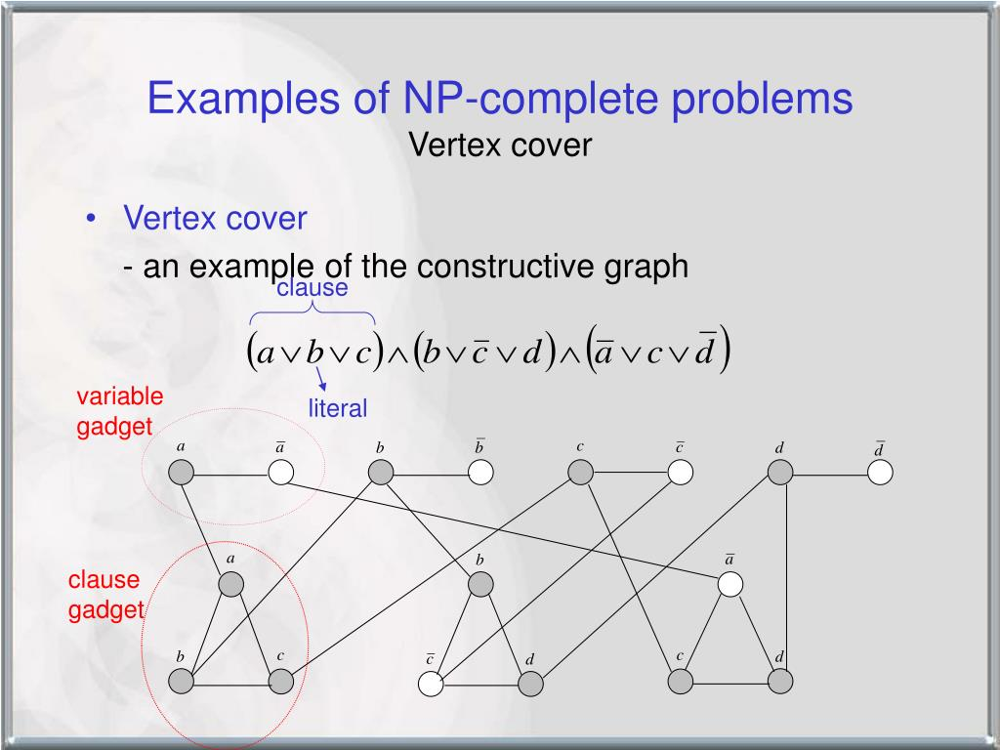 Examples of NP-complete problems
Vertex cover
• Vertex cover
- an example of the constructive graph
clause
(a ∨ b ∨ c) ∧ (b ∨ c̅ ∨ d) ∧ (a̅ ∨ c ∨ d̅)
literal
variable
gadget
a a̅ b b̅ c c̅ d d̅
clause
gadget
a b a̅
b c c̅ d c d